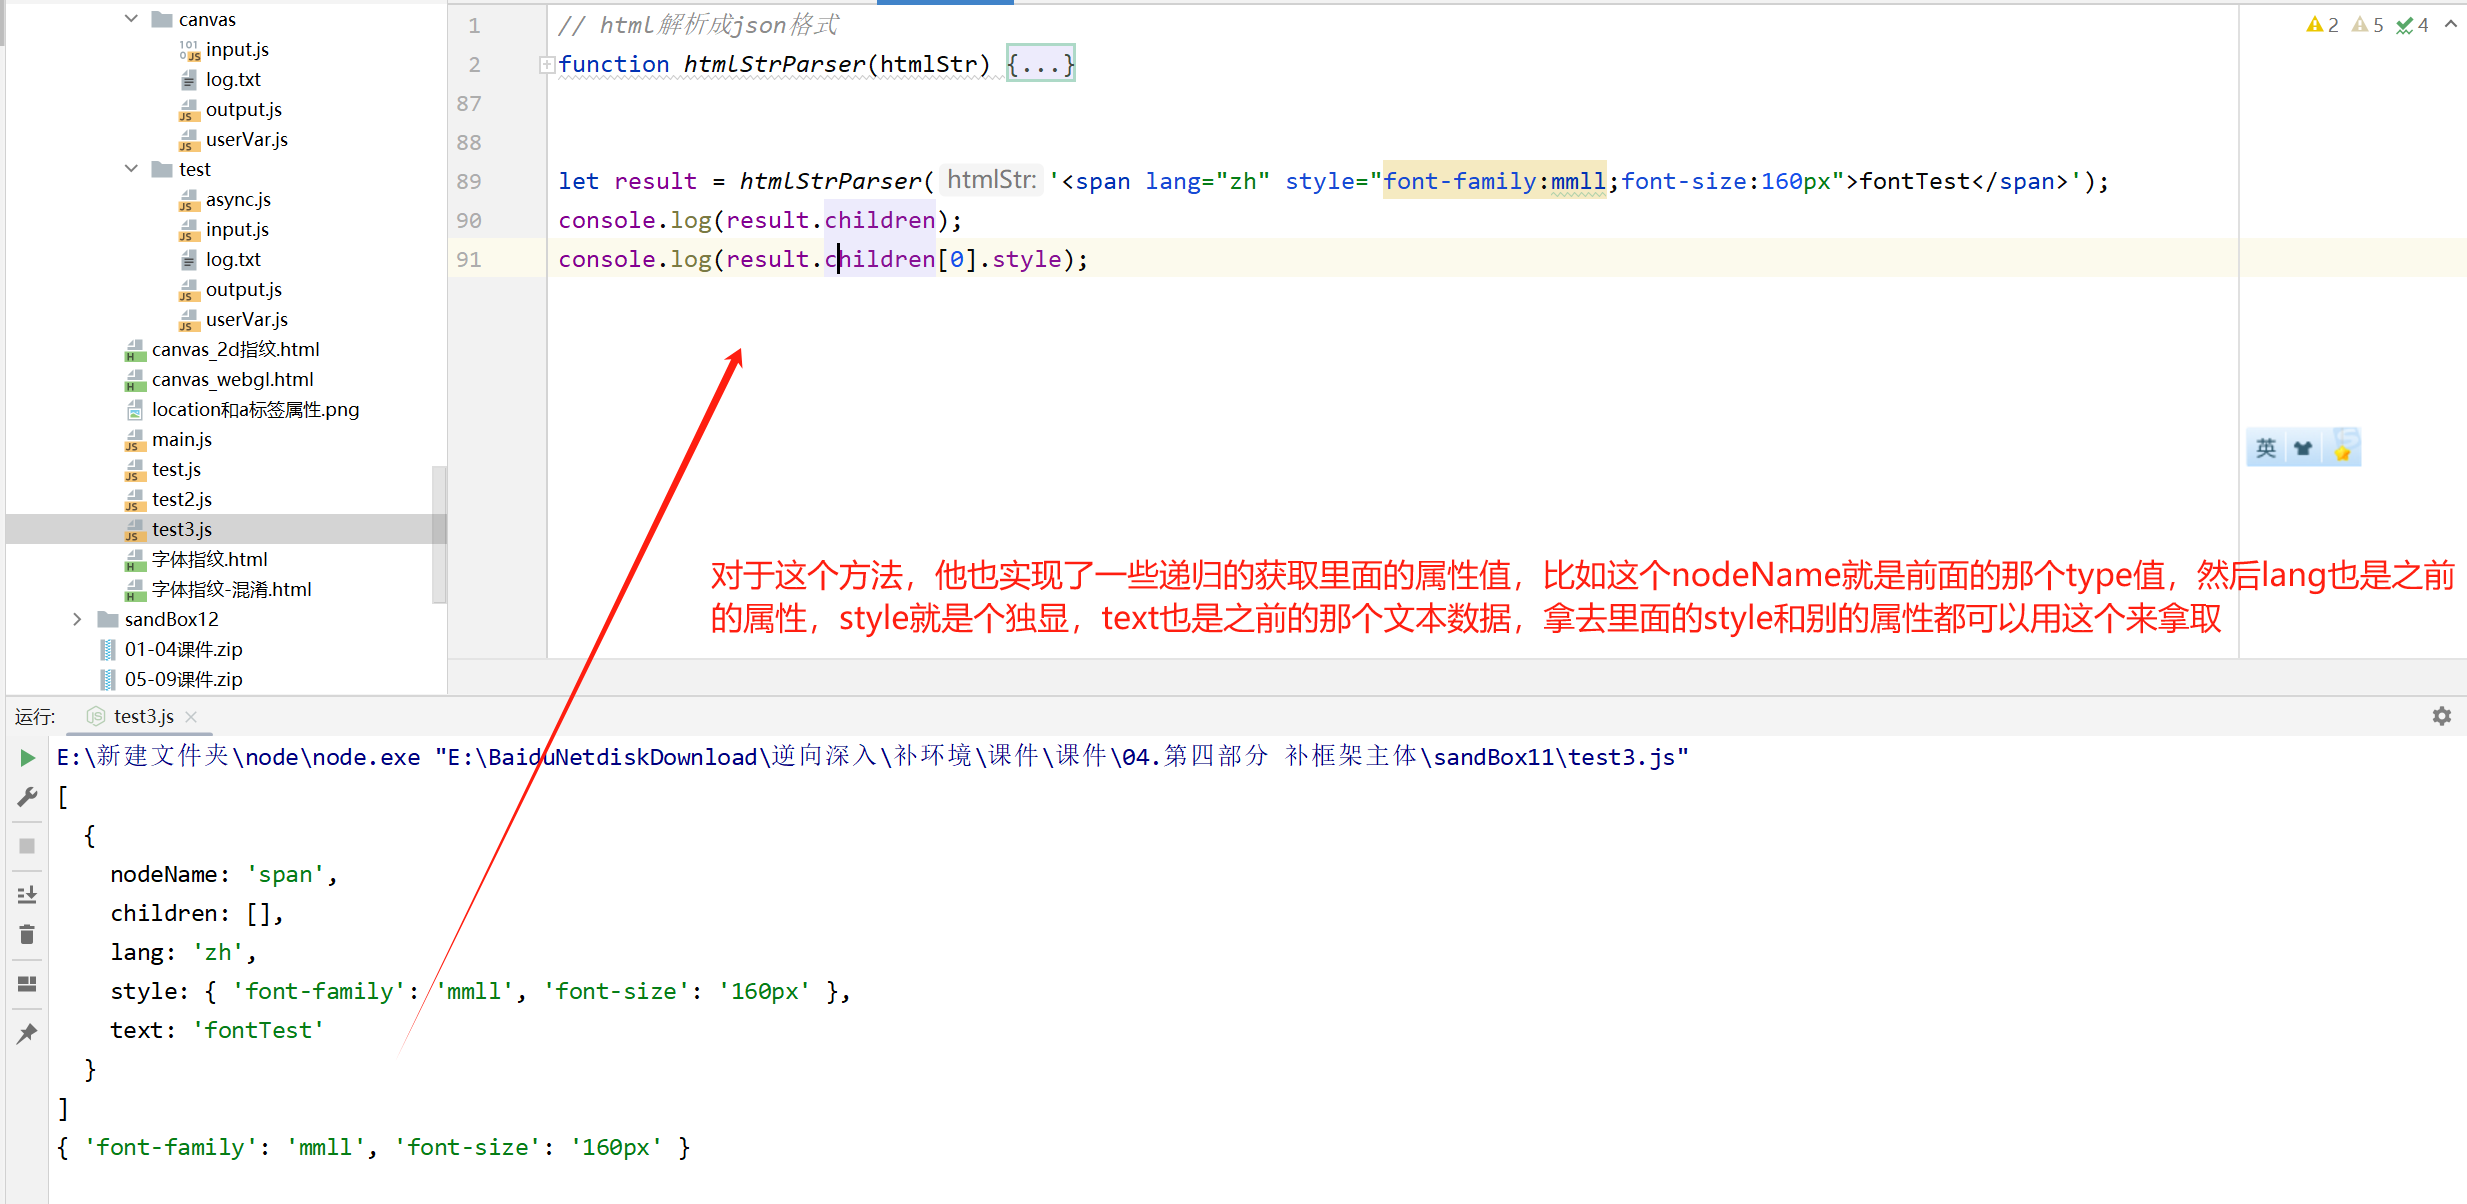 canvas
input.js
log.txt
output.js
userVar.js
test
async.js
input.js
log.txt
output.js
userVar.js
canvas_2d指纹.html
canvas_webgl.html
location和a标签属性.png
main.js
test.js
test2.js
test3.js
字体指纹.html
字体指纹-混淆.html
sandBox12
01-04课件.zip
05-09课件.zip
1 // html解析成json格式
2 function htmlStrParser(htmlStr) {...}
87
88
89 let result = htmlStrParser( htmlStr: '<span lang="zh" style="font-family:mmll;font-size:160px">fontTest</span>');
90 console.log(result.children);
91 console.log(result.children[0].style);
2 5 4
英
对于这个方法，他也实现了一些递归的获取里面的属性值，比如这个nodeName就是前面的那个type值，然后lang也是之前
的属性，style就是个独显，text也是之前的那个文本数据，拿去里面的style和别的属性都可以用这个来拿取
运行: test3.js
E:\新建文件夹\node\node.exe "E:\BaiduNetdiskDownload\逆向深入\补环境\课件\课件\04.第四部分 补框架主体\sandBox11\test3.js"
[
{
nodeName: 'span',
children: [],
lang: 'zh',
style: { 'font-family': 'mmll', 'font-size': '160px' },
text: 'fontTest'
}
]
{ 'font-family': 'mmll', 'font-size': '160px' }